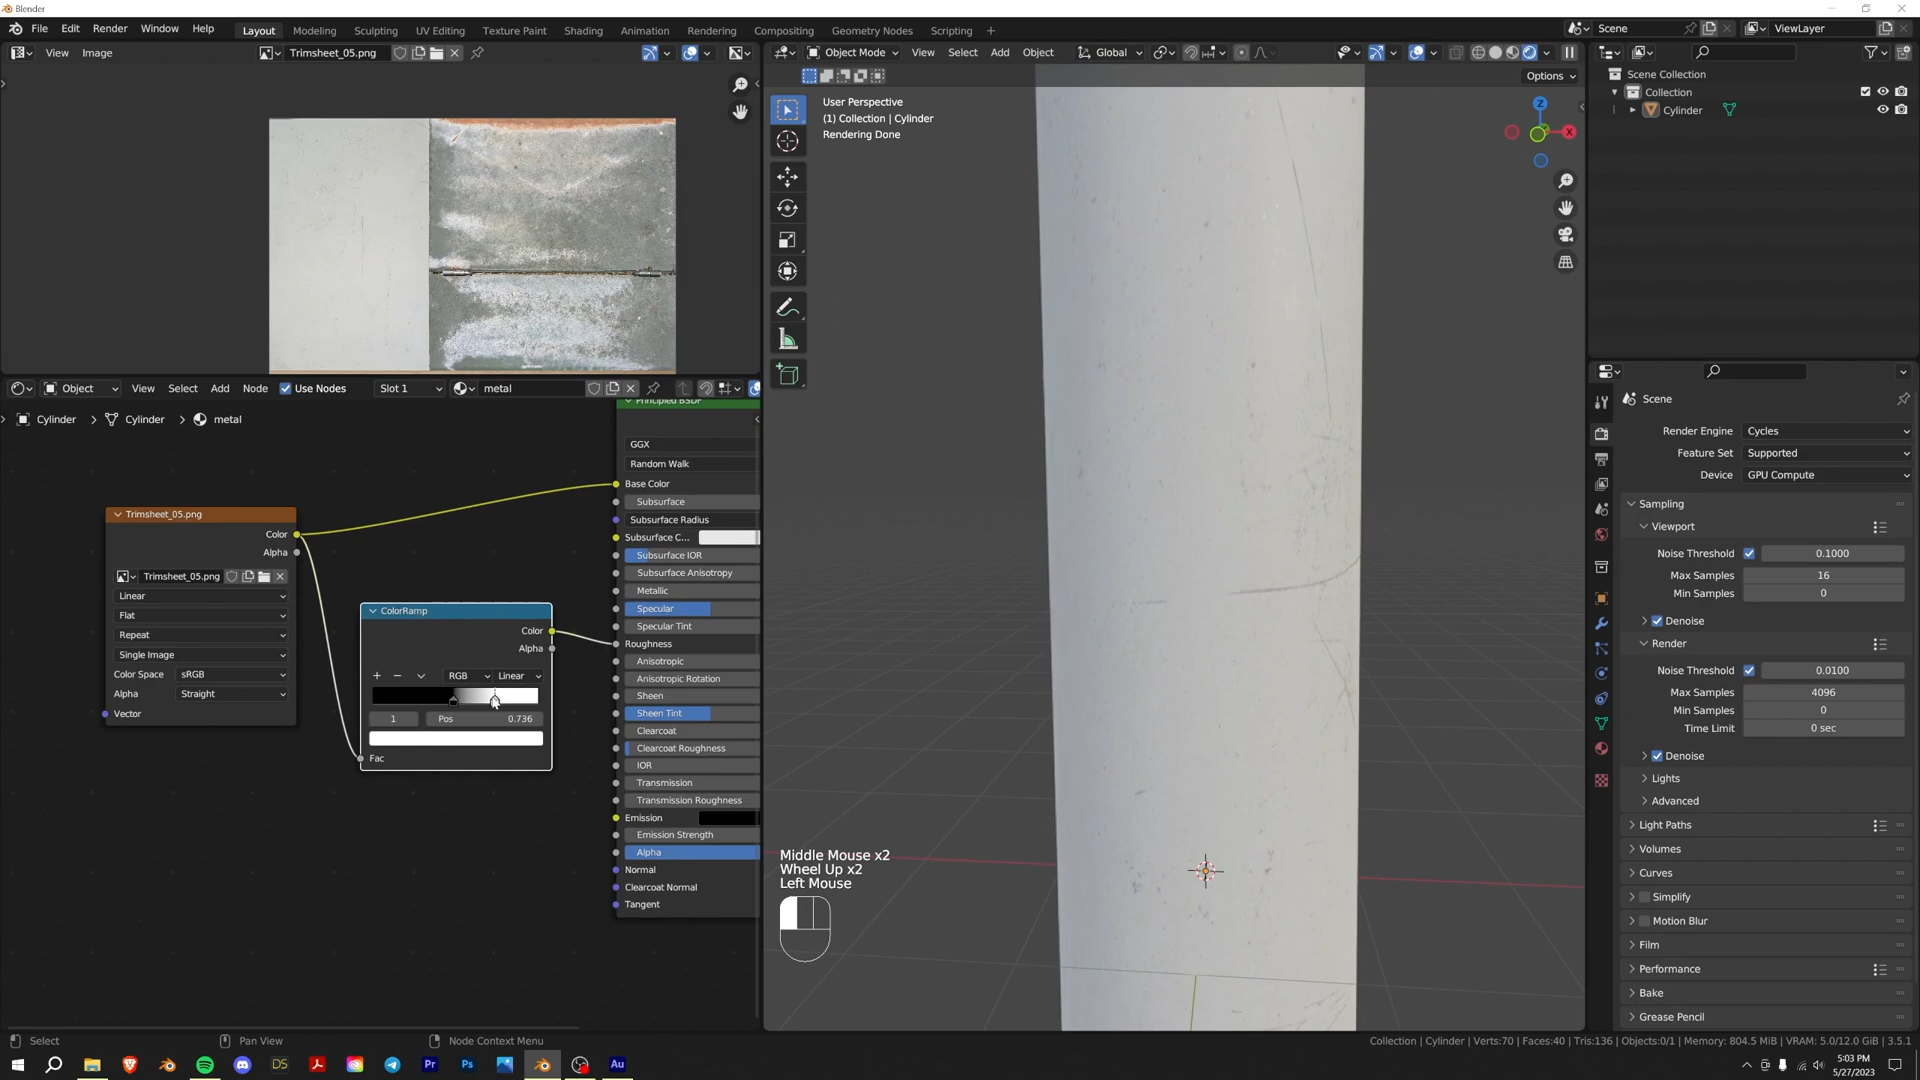 Blender
File Edit Render Window Help
Layout Modeling Sculpting UV Editing Texture Paint Shading Animation Rendering Compositing Geometry Nodes Scripting +
Scene
ViewLayer
View Image
Trimsheet_05.png
Object Mode View Select Add Object
Global
Options
User Perspective
(1) Collection | Cylinder
Rendering Done
Z
X
Scene Collection
Collection
Cylinder
Object View Select Add Node Use Nodes Slot 1 metal
Cylinder Cylinder metal
Trimsheet_05.png
Color
Alpha
Trimsheet_05.png
Linear
Flat
Repeat
Single Image
Color Space sRGB
Alpha Straight
Vector
ColorRamp
Color
Alpha
+ − RGB Linear
1 Pos 0.736
Fac
Principled BSDF
GGX
Random Walk
Base Color
Subsurface
Subsurface Radius
Subsurface C...
Subsurface IOR
Subsurface Anisotropy
Metallic
Specular
Specular Tint
Roughness
Anisotropic
Anisotropic Rotation
Sheen
Sheen Tint
Clearcoat
Clearcoat Roughness
IOR
Transmission
Transmission Roughness
Emission
Emission Strength
Alpha
Normal
Clearcoat Normal
Tangent
Middle Mouse x2
Wheel Up x2
Left Mouse
Scene
Render Engine Cycles
Feature Set Supported
Device GPU Compute
Sampling
Viewport
Noise Threshold 0.1000
Max Samples 16
Min Samples 0
Denoise
Render
Noise Threshold 0.0100
Max Samples 4096
Min Samples 0
Time Limit 0 sec
Denoise
Lights
Advanced
Light Paths
Volumes
Curves
Simplify
Motion Blur
Film
Performance
Bake
Grease Pencil
Select Pan View Node Context Menu
Collection | Cylinder | Verts:70 | Faces:40 | Tris:136 | Objects:0/1 | Memory: 804.5 MiB | VRAM: 5.0/12.0 GiB | 3.5.1
DS Pr Ps Au
5:03 PM
5/27/2023